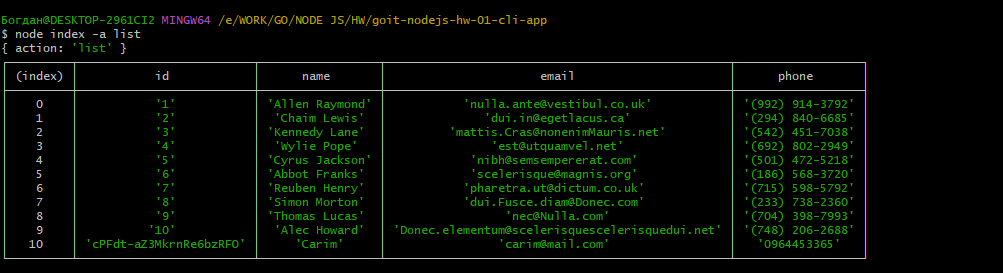 Богдан@DESKTOP-2961CI2 MINGW64 /e/WORK/GO/NODE JS/HW/goit-nodejs-hw-01-cli-app
$ node index -a list
{ action: 'list' }
(index) id name email phone
0 '1' 'Allen Raymond' 'nulla.ante@vestibul.co.uk' '(992) 914-3792'
1 '2' 'Chaim Lewis' 'dui.in@egetlacus.ca' '(294) 840-6685'
2 '3' 'Kennedy Lane' 'mattis.Cras@nonenimMauris.net' '(542) 451-7038'
3 '4' 'Wylie Pope' 'est@utquamvel.net' '(692) 802-2949'
4 '5' 'Cyrus Jackson' 'nibh@semsempererat.com' '(501) 472-5218'
5 '6' 'Abbot Franks' 'scelerisque@magnis.org' '(186) 568-3720'
6 '7' 'Reuben Henry' 'pharetra.ut@dictum.co.uk' '(715) 598-5792'
7 '8' 'Simon Morton' 'dui.Fusce.diam@Donec.com' '(233) 738-2360'
8 '9' 'Thomas Lucas' 'nec@Nulla.com' '(704) 398-7993'
9 '10' 'Alec Howard' 'Donec.elementum@scelerisquescelerisquedui.net' '(748) 206-2688'
10 'cPFdt-aZ3MkrnRe6bzRFO' 'Carim' 'carim@mail.com' '0964453365'